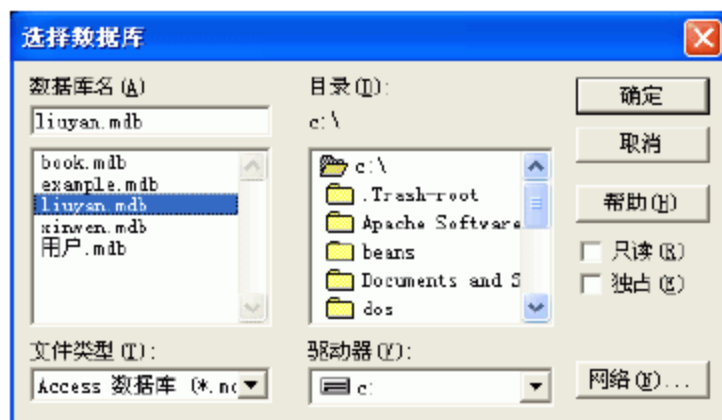 选择数据库
数据库名(A)
liuyan.mdb
book.mdb
example.mdb
liuyan.mdb
xinwen.mdb
用户.mdb
文件类型(T):
Access 数据库 (*.m
目录(D):
c:\
c:\
.Trash-root
Apache Software
beans
Documents and S
dos
驱动器(V):
c:
确定
取消
帮助(H)
只读(R)
独占(E)
网络(N)...